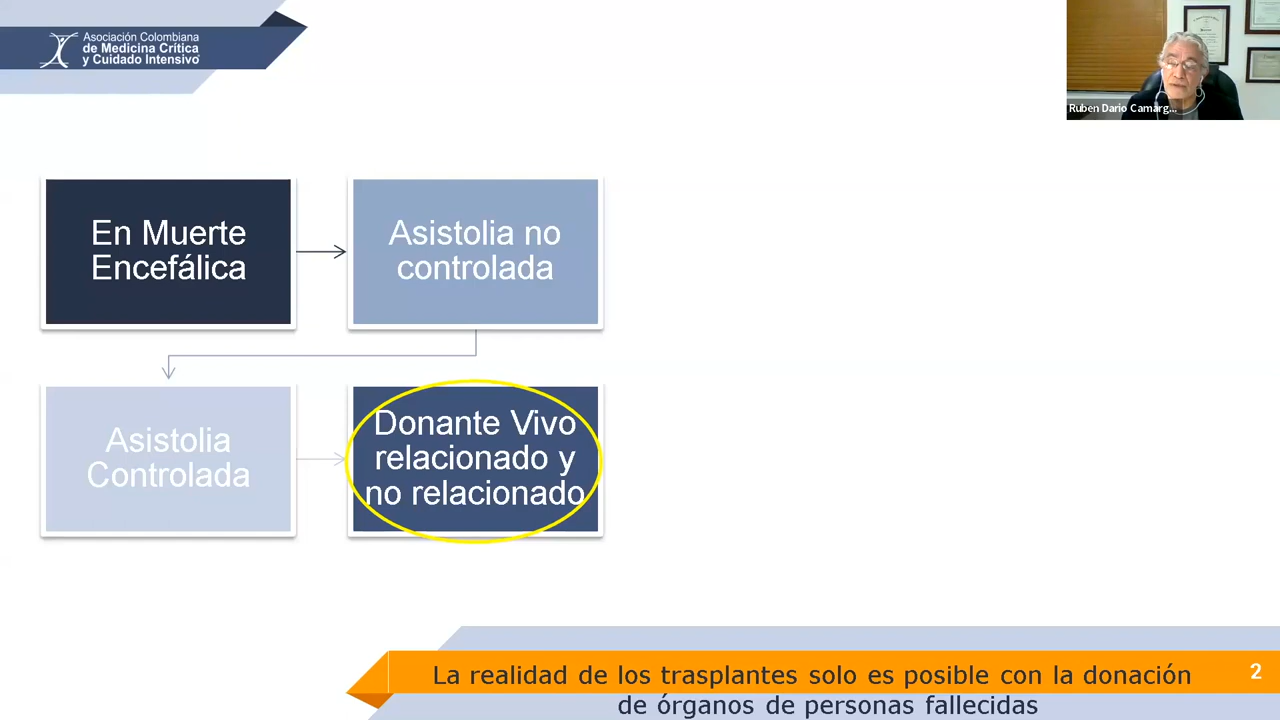 Asociación Colombiana
de Medicina Crítica
y Cuidado Intensivo
Ruben Dario Camarg...
En Muerte
Encefálica
Asistolia no
controlada
Asistolia
Controlada
Donante Vivo
relacionado y
no relacionado
La realidad de los trasplantes solo es posible con la donación
de órganos de personas fallecidas
2